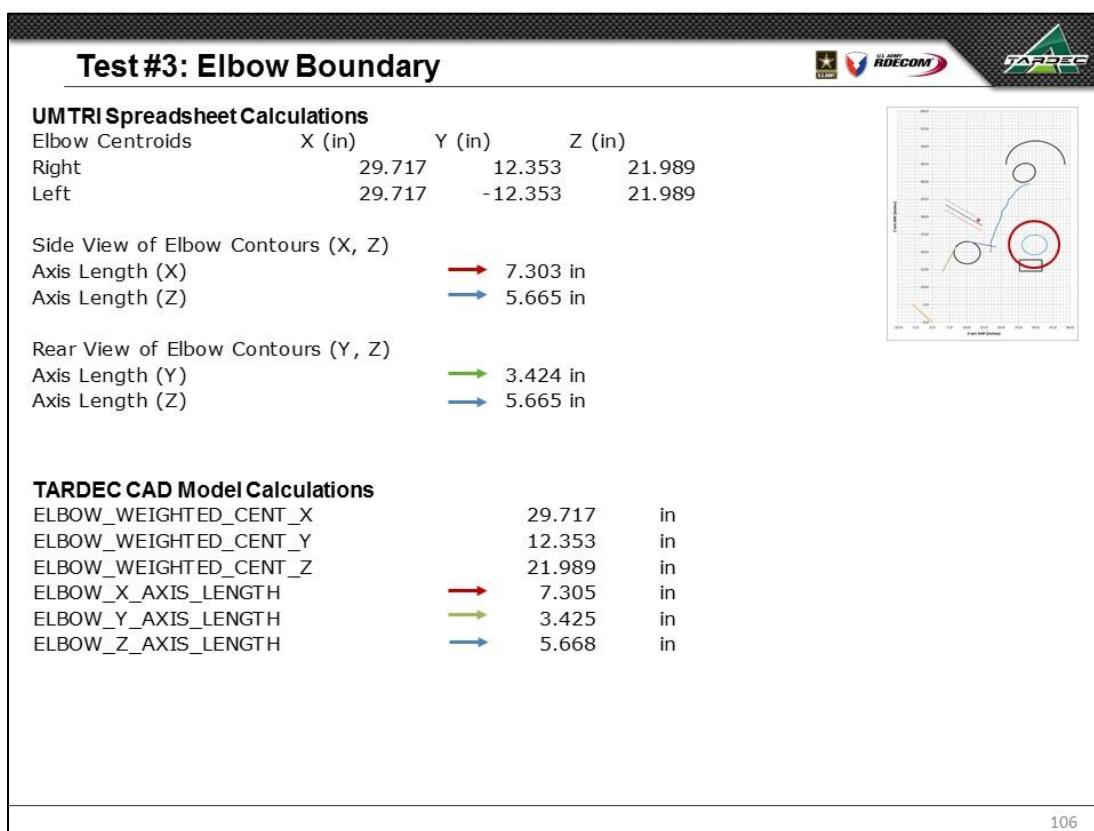 Test #3: Elbow Boundary
U.S. ARMY
RDECOM
TARDEC
UMTRI Spreadsheet Calculations
Elbow Centroids X (in) Y (in) Z (in)
Right 29.717 12.353 21.989
Left 29.717 -12.353 21.989
Side View of Elbow Contours (X, Z)
Axis Length (X) 7.303 in
Axis Length (Z) 5.665 in
Rear View of Elbow Contours (Y, Z)
Axis Length (Y) 3.424 in
Axis Length (Z) 5.665 in
TARDEC CAD Model Calculations
ELBOW_WEIGHTED_CENT_X 29.717 in
ELBOW_WEIGHTED_CENT_Y 12.353 in
ELBOW_WEIGHTED_CENT_Z 21.989 in
ELBOW_X_AXIS_LENGTH 7.305 in
ELBOW_Y_AXIS_LENGTH 3.425 in
ELBOW_Z_AXIS_LENGTH 5.668 in
106